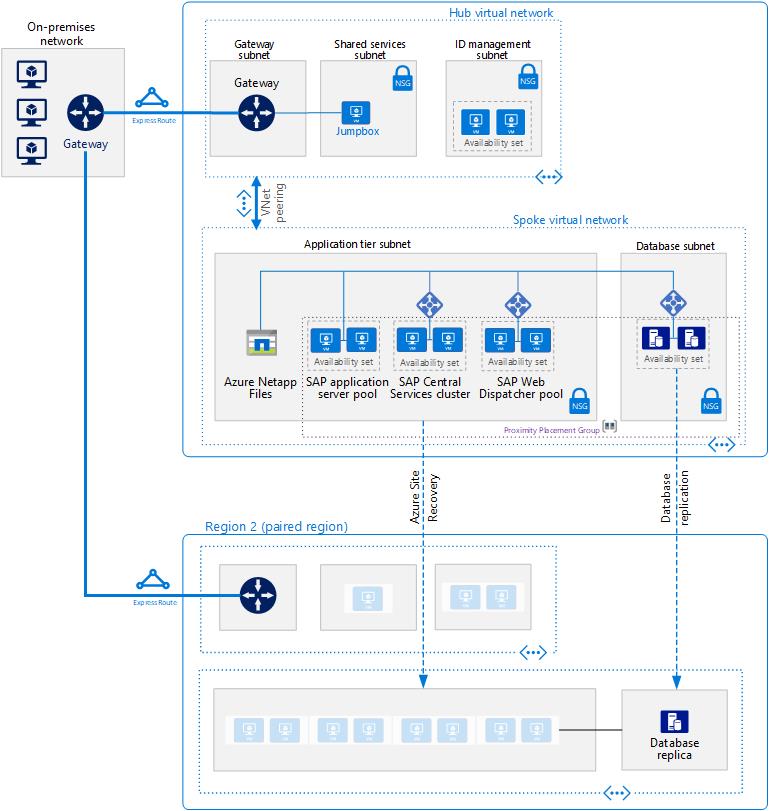 Hub virtual network
On-premises
network
Gateway
subnet
Shared services
subnet
ID management
subnet
Gateway
NSG
NSG
Express Route
VM
Jumpbox
VM
VM
Availability set
Gateway
VNet
peering
Spoke virtual network
Application tier subnet
Database subnet
VM
VM
VM
VM
VM
VM
Availability set
Availability set
Availability set
Availability set
Azure Netapp
Files
SAP application
server pool
SAP Central
Services cluster
SAP Web
Dispatcher pool
NSG
NSG
Proximity Placement Group
Azure Site
Recovery
Database
replication
Region 2 (paired region)
Express Route
VM
VM
VM
VM
VM
VM
VM
VM
VM
VM
VM
Database
replica